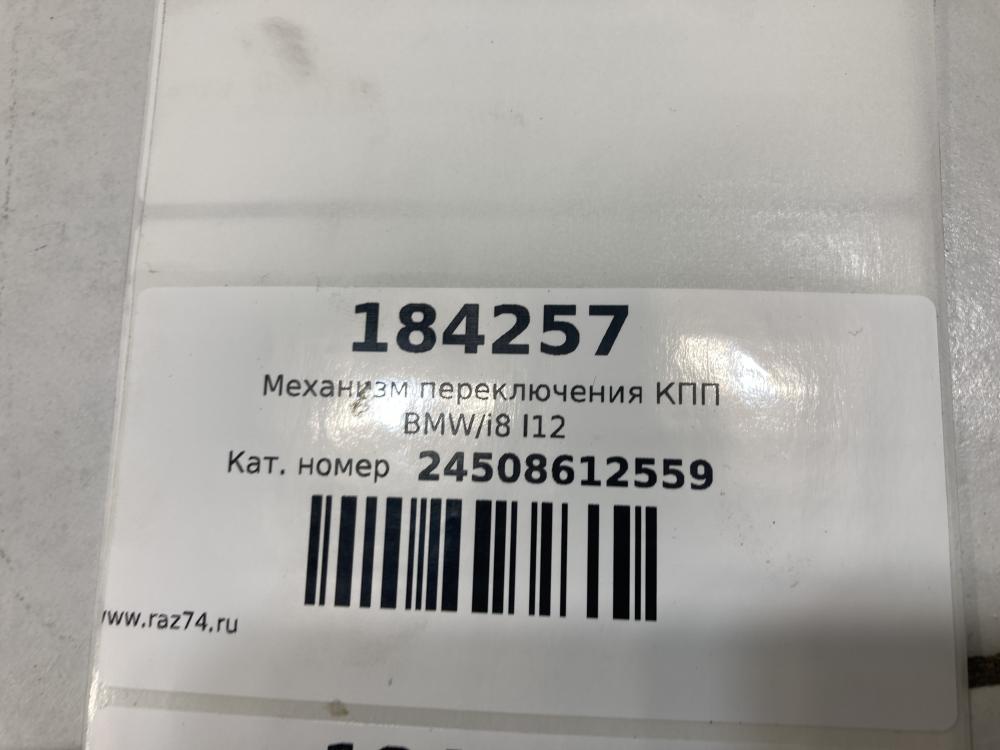 184257
Механизм переключения КПП
BMW/i8 I12
Кат. номер 24508612559
www.raz74.ru